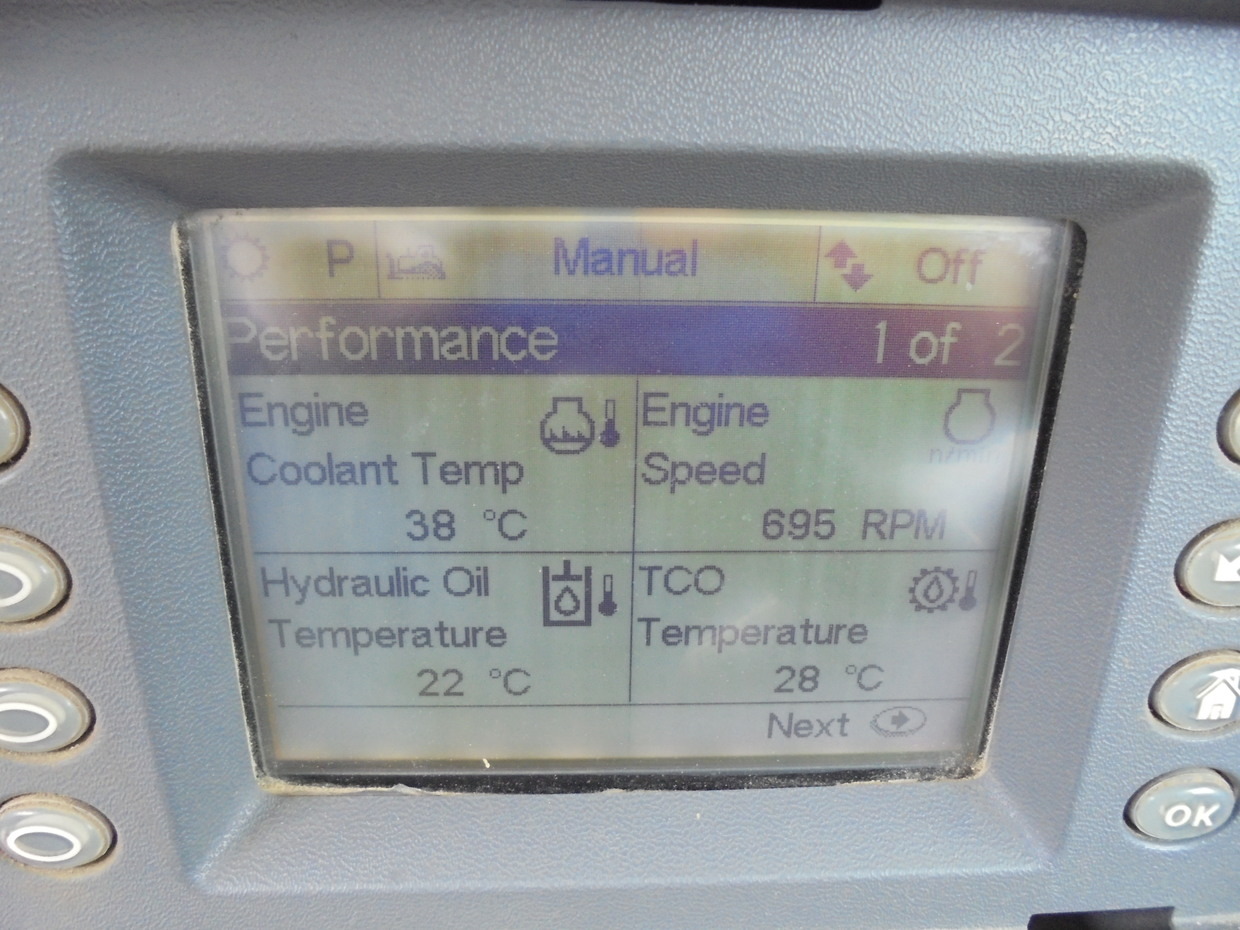 P Manual Off
Performance 1 of 2
Engine
Coolant Temp
38 °C
Engine
n/min
Speed
695 RPM
Hydraulic Oil
Temperature
22 °C
TCO
Temperature
28 °C
Next
OK